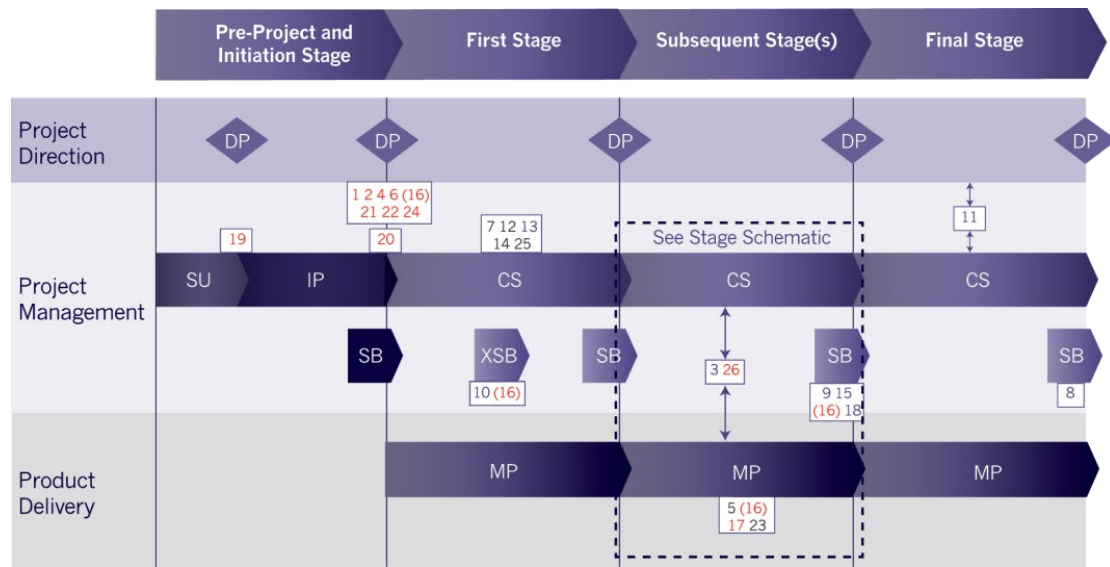 Pre-Project and
Initiation Stage
First Stage
Subsequent Stage(s)
Final Stage
Project
Direction
DP
DP
DP
DP
DP
1 2 4 6 (16)
21 22 24
19
20
7 12 13
14 25
See Stage Schematic
11
Project
Management
SU
IP
CS
CS
CS
SB
XSB
SB
SB
SB
10 (16)
3 26
9 15
(16) 18
8
Product
Delivery
MP
MP
MP
5 (16)
17 23